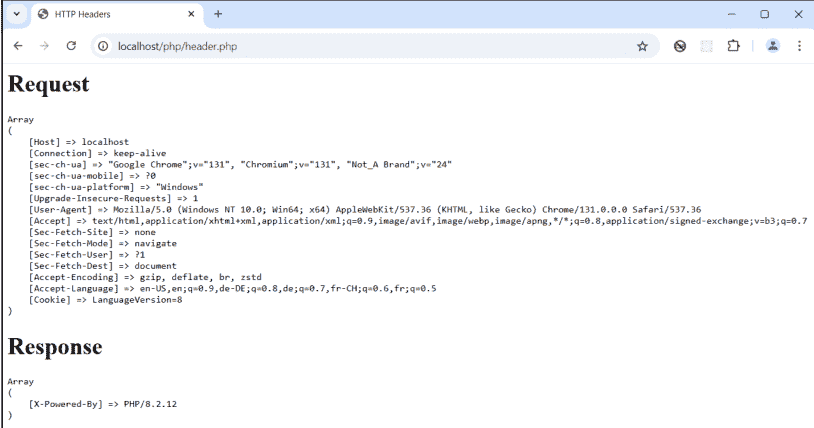 HTTP Headers
localhost/php/header.php
Request
Array
(
[Host] => localhost
[Connection] => keep-alive
[sec-ch-ua] => "Google Chrome";v="131", "Chromium";v="131", "Not_A Brand";v="24"
[sec-ch-ua-mobile] => ?0
[sec-ch-ua-platform] => "Windows"
[Upgrade-Insecure-Requests] => 1
[User-Agent] => Mozilla/5.0 (Windows NT 10.0; Win64; x64) AppleWebKit/537.36 (KHTML, like Gecko) Chrome/131.0.0.0 Safari/537.36
[Accept] => text/html,application/xhtml+xml,application/xml;q=0.9,image/avif,image/webp,image/apng,*/*;q=0.8,application/signed-exchange;v=b3;q=0.7
[Sec-Fetch-Site] => none
[Sec-Fetch-Mode] => navigate
[Sec-Fetch-User] => ?1
[Sec-Fetch-Dest] => document
[Accept-Encoding] => gzip, deflate, br, zstd
[Accept-Language] => en-US,en;q=0.9,de-DE;q=0.8,de;q=0.7,fr-CH;q=0.6,fr;q=0.5
[Cookie] => LanguageVersion=8
)
Response
Array
(
[X-Powered-By] => PHP/8.2.12
)